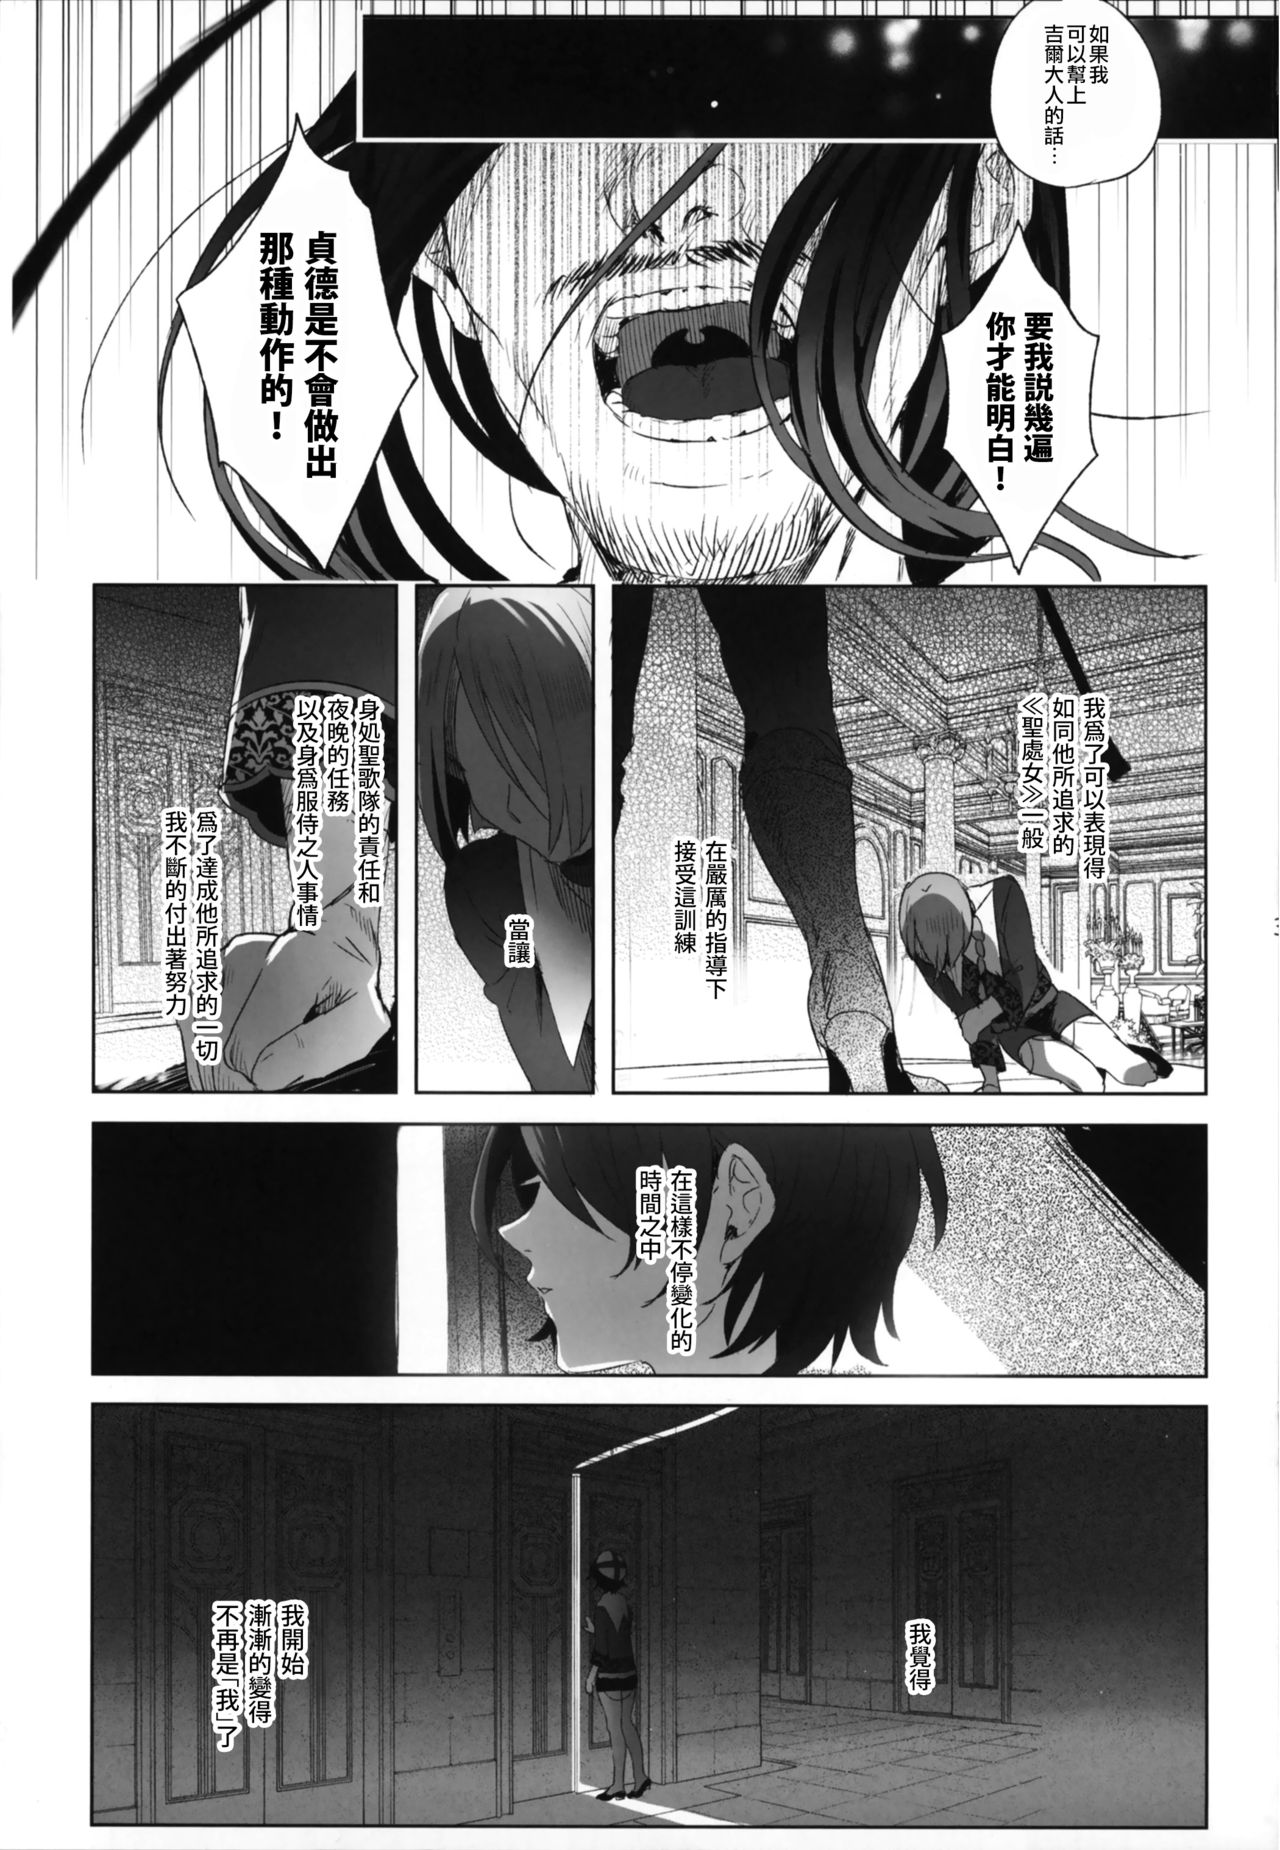 如果我
可以幫上
吉爾大人的話…
要我説幾遍
你才能明白！
貞德是不會做出
那種動作的！
我爲了可以表現得
如同他所追求的
《聖處女》一般
在嚴厲的指導下
接受這訓練
當讓
身处聖歌隊的責任和
夜晚的任務
以及身爲服侍之人事情
爲了達成他所追求的一切
我不斷的付出著努力
在這樣不停變化的
時間之中
我覺得
我開始
漸漸的變得
不再是「我」了